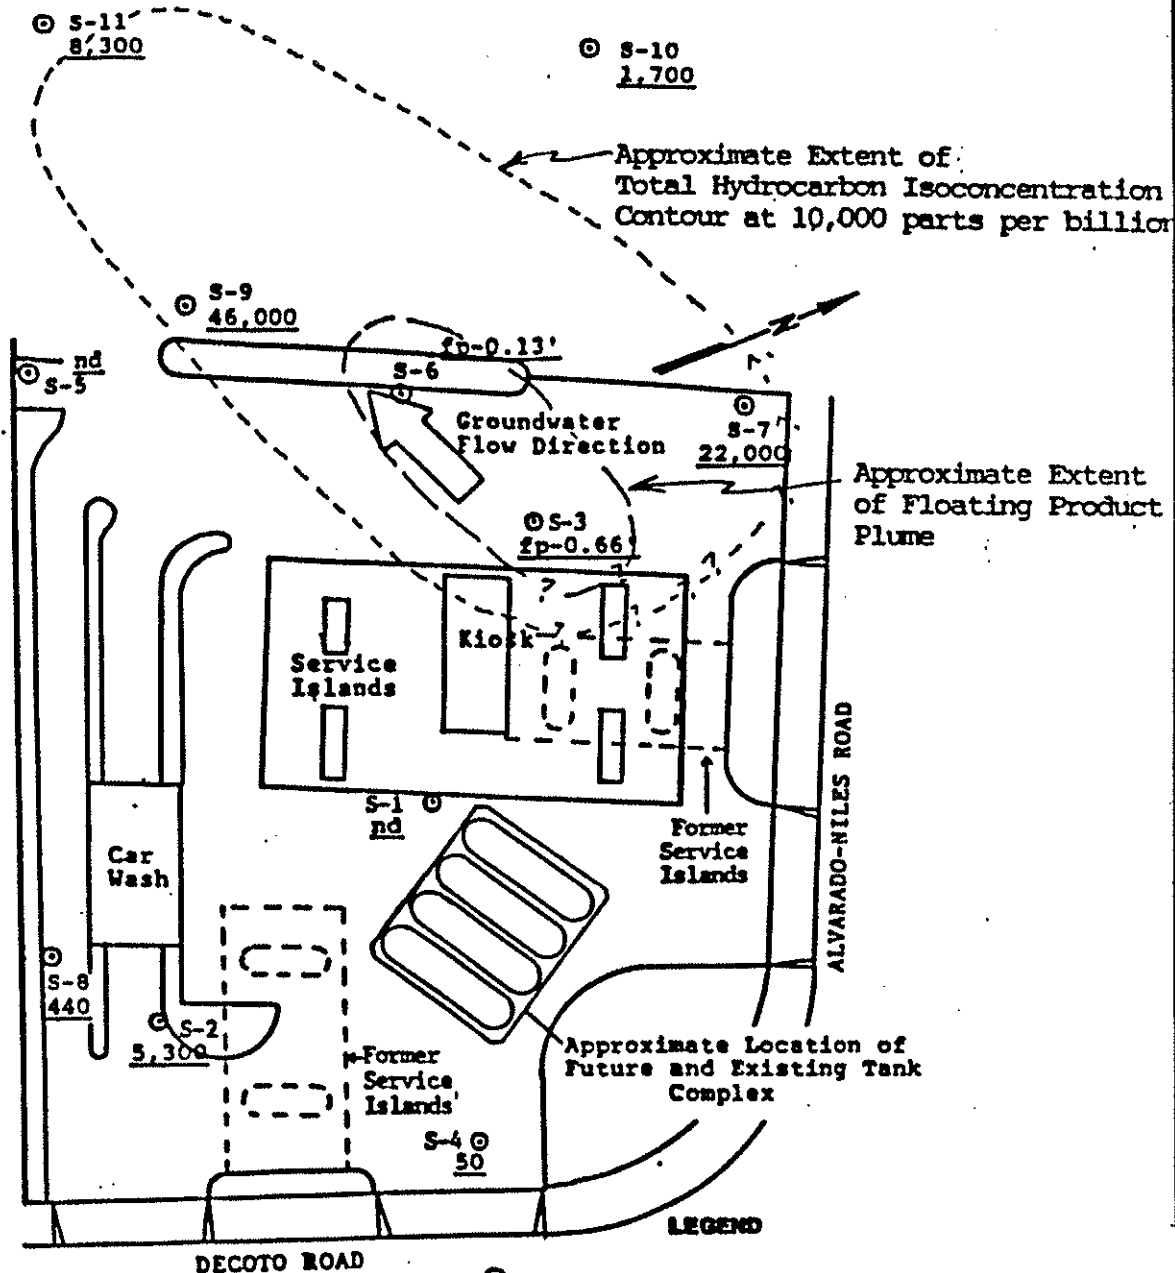 S-11
8,300
S-10
1,700
Approximate Extent of
Total Hydrocarbon Isoconcentration
Contour at 10,000 parts per billion
S-9
46,000
N
nd
S-5
fp-0.13'
S-6
Groundwater
Flow Direction
S-7
22,000
Approximate Extent
of Floating Product
Plume
S-3
fp-0.66'
?
?
?
?
Kiosk
Service
Islands
S-1
nd
Former
Service
Islands
ALVARADO-NILES ROAD
Car
Wash
S-8
440
S-2
5,300
Former
Service
Islands
Approximate Location of
Future and Existing Tank
Complex
S-4
50
LEGEND
DECOTO ROAD